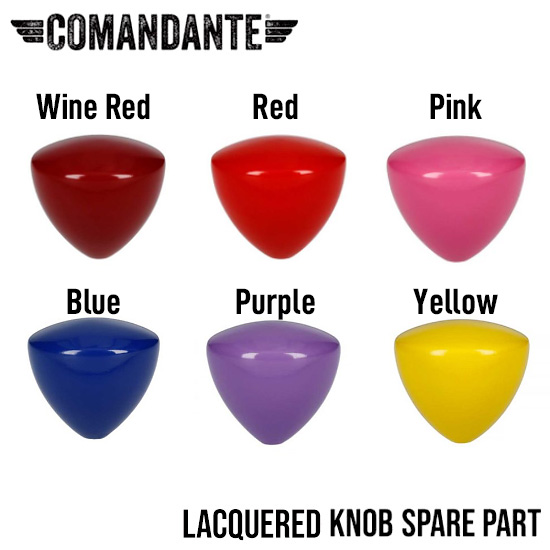 COMANDANTE
Wine Red
Red
Pink
Blue
Purple
Yellow
LACQUERED KNOB SPARE PART